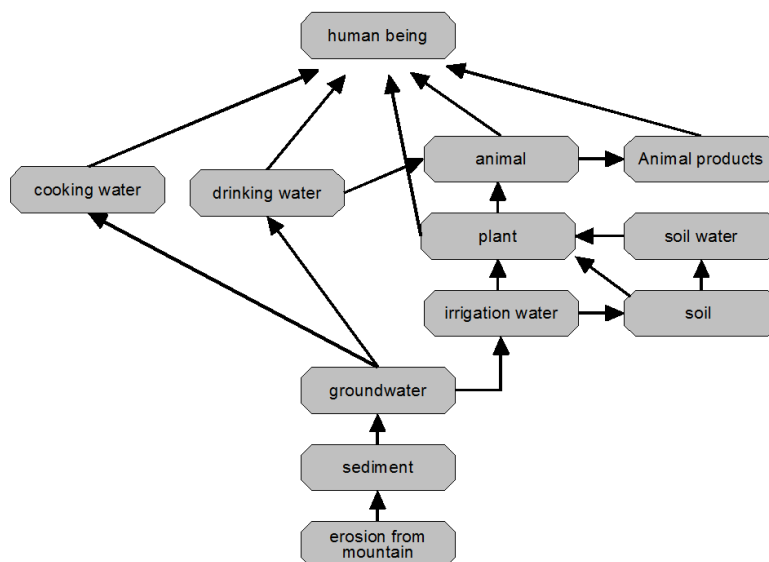 human being
animal
Animal products
cooking water
drinking water
plant
soil water
irrigation water
soil
groundwater
sediment
erosion from
mountain